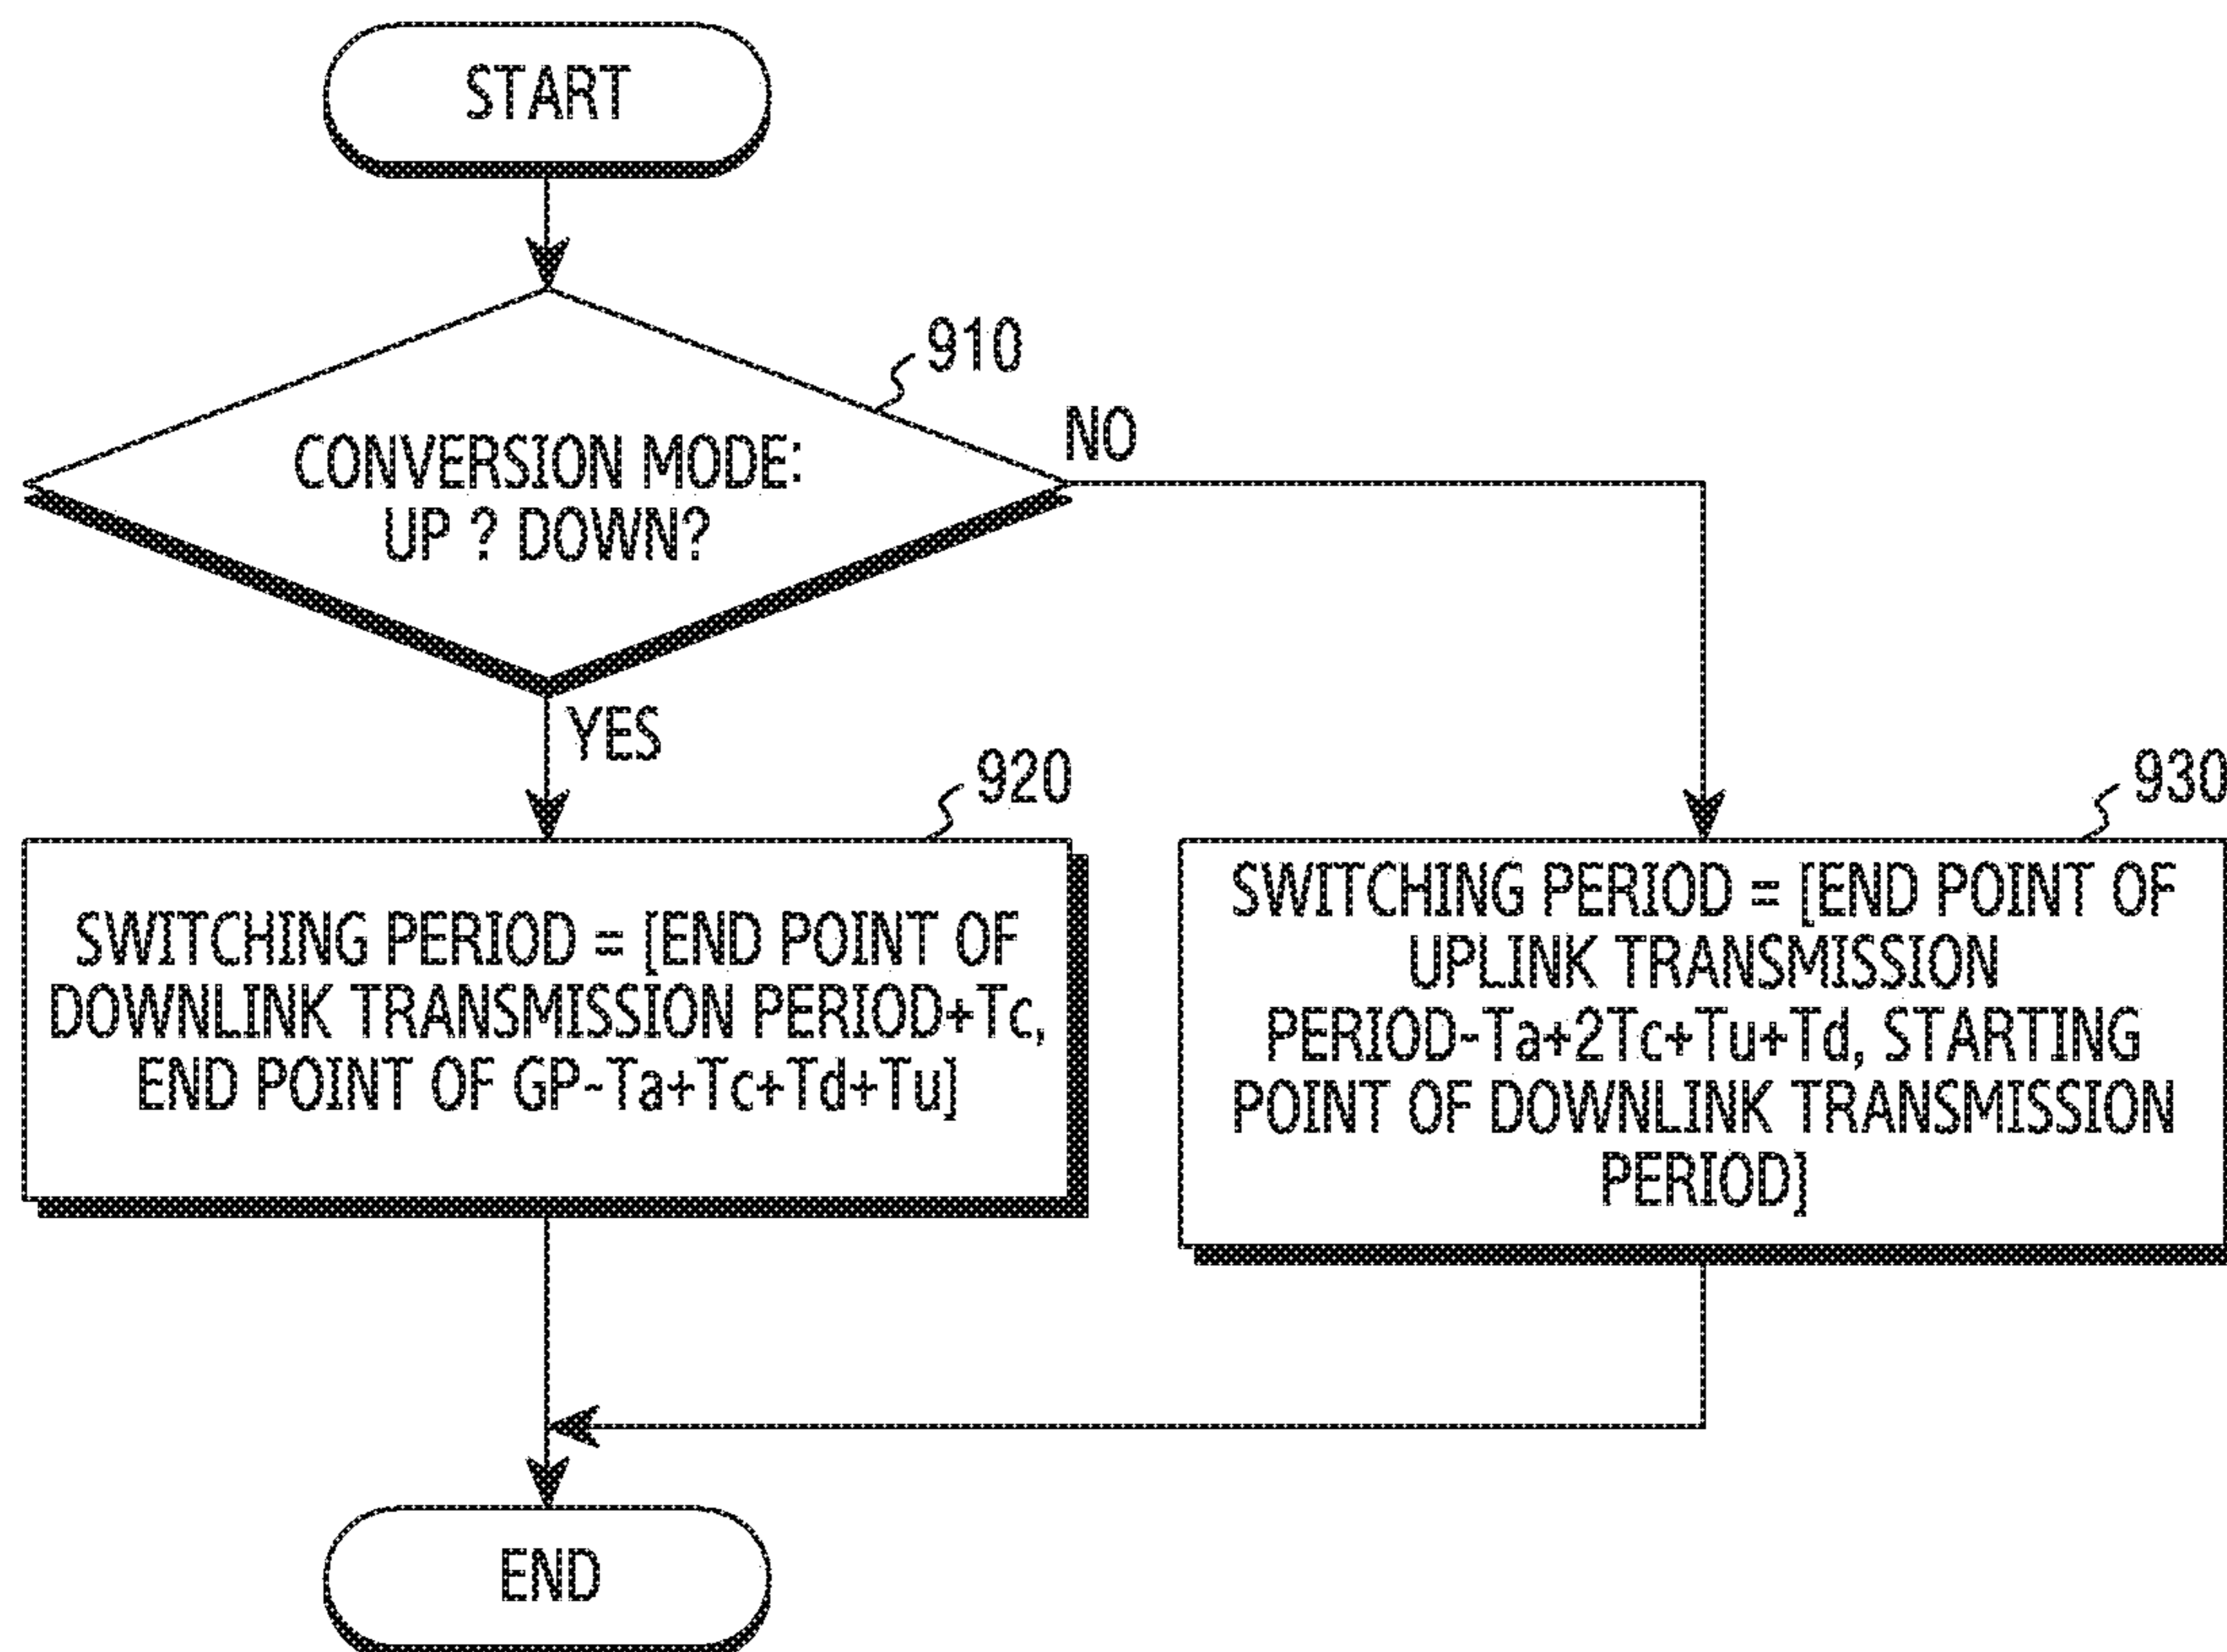 START
910
CONVERSION MODE:
UP ? DOWN?
NO
YES
920
SWITCHING PERIOD = [END POINT OF
DOWNLINK TRANSMISSION PERIOD+Tc,
END POINT OF GP-Ta+Tc+Td+Tu]
930
SWITCHING PERIOD = [END POINT OF
UPLINK TRANSMISSION
PERIOD-Ta+2Tc+Tu+Td, STARTING
POINT OF DOWNLINK TRANSMISSION
PERIOD]
END